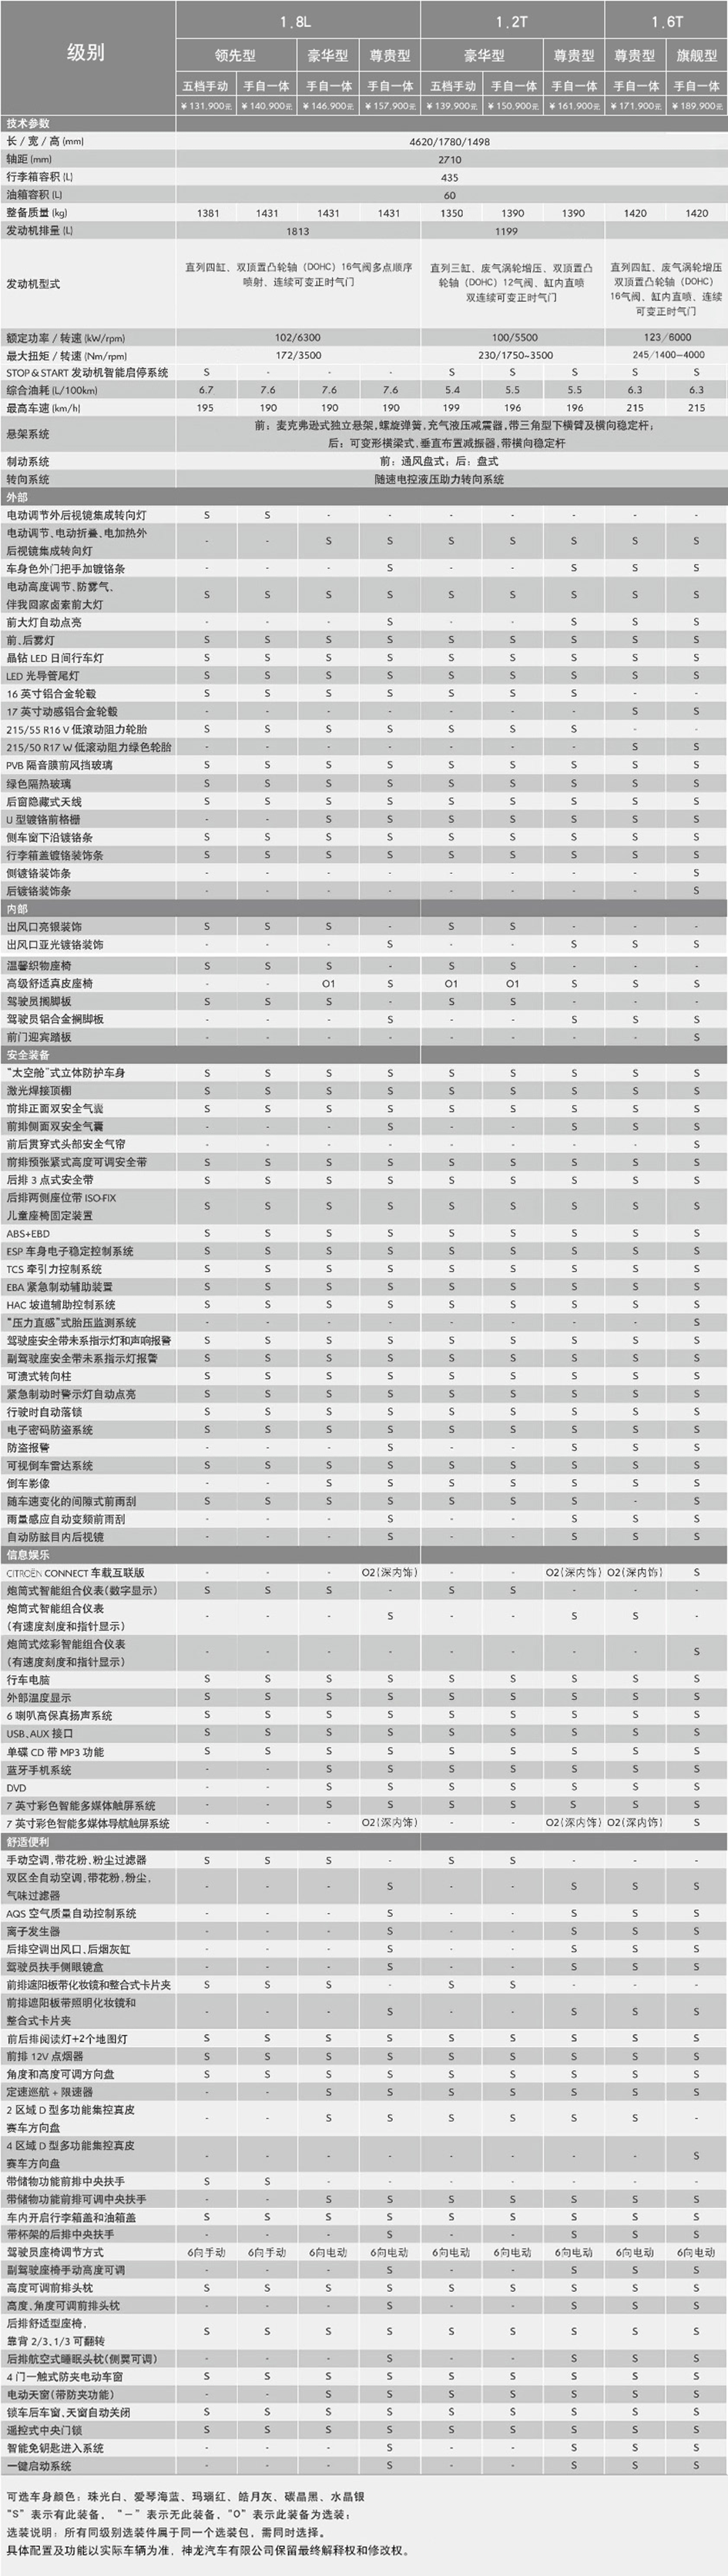 级别 1.8L 1.2T 1.6T
领先型 豪华型 尊贵型 豪华型 尊贵型 尊贵型 旗舰型
五档手动 手自一体 手自一体 手自一体 五档手动 手自一体 手自一体 手自一体 手自一体
¥131.900元 ¥140.900元 ¥146.900元 ¥157.900元 ¥139.900元 ¥150.900元 ¥161.900元 ¥171.900元 ¥189.900元
技术参数
长 / 宽 / 高 (mm) 4620/1780/1498
轴距 (mm) 2710
行李箱容积 (L) 435
油箱容积 (L) 60
整备质量 (kg) 1381 1431 1431 1431 1350 1390 1390 1420 1420
发动机排量 (L) 1813 1199
发动机型式
直列四缸、双顶置凸轮轴（DOHC）16气阀多点顺序
喷射、连续可变正时气门
直列三缸、废气涡轮增压、双顶置凸
轮轴（DOHC）12气阀、缸内直喷
双连续可变正时气门
直列四缸、废气涡轮增压
双顶置凸轮轴（DOHC）
16气阀、缸内直喷、连续
可变正时气门
额定功率 / 转速 (kW/rpm) 102/6300 100/5500 123/6000
最大扭矩 / 转速 (Nm/rpm) 172/3500 230/1750~3500 245/1400-4000
STOP & START 发动机智能启停系统 S - - - S S S S S
综合油耗 (L/100km) 6.7 7.6 7.6 7.6 5.4 5.5 5.5 6.3 6.3
最高车速 (km/h) 195 190 190 190 199 196 196 215 215
悬架系统
前：麦克弗逊式独立悬架,螺旋弹簧,充气液压减震器,带三角型下横臂及横向稳定杆；
后：可变形横梁式,垂直布置减振器,带横向稳定杆
制动系统 前：通风盘式；后：盘式
转向系统 随速电控液压助力转向系统
外部
电动调节外后视镜集成转向灯 S S - - - - - - -
电动调节、电动折叠、电加热外
后视镜集成转向灯 - - S S S S S S S
车身色外门把手加镀铬条 - - - S - - S S S
电动高度调节、防雾气、
伴我回家卤素前大灯 S S S S S S S S S
前大灯自动点亮 - - - S - - S S S
前、后雾灯 S S S S S S S S S
晶钻 LED 日间行车灯 S S S S S S S S S
LED 光导管尾灯 S S S S S S S S S
16 英寸铝合金轮毂 S S S S S S S - -
17 英寸动感铝合金轮毂 - - - - - - - S S
215/55 R16 V 低滚动阻力轮胎 S S S S S S S - -
215/50 R17 W 低滚动阻力绿色轮胎 - - - - - - - S S
PVB 隔音膜前风挡玻璃 S S S S S S S S S
绿色隔热玻璃 S S S S S S S S S
后窗隐藏式天线 S S S S S S S S S
U 型镀铬前格栅 - - S S S S S S S
侧车窗下沿镀铬条 S S S S S S S S S
行李箱盖镀铬装饰条 S S S S S S S S S
侧镀铬装饰条 - - - - - - - - S
后镀铬装饰条 - - - - - - - - S
内部
出风口亮银装饰 S S S - S S - - -
出风口亚光镀铬装饰 - - - S - - S S S
温馨织物座椅 S S S - S S - - -
高级舒适真皮座椅 - - O1 S O1 O1 S S S
驾驶员搁脚板 S S S - S S - - -
驾驶员铝合金搁脚板 - - - S - - S S S
前门迎宾踏板 - - - - - - - - S
安全装备
“太空舱”式立体防护车身 S S S S S S S S S
激光焊接顶棚 S S S S S S S S S
前排正面双安全气囊 S S S S S S S S S
前排侧面双安全气囊 - - - S - - S S S
前后贯穿式头部安全气帘 - - - - - - - - S
前排预张紧式高度可调安全带 S S S S S S S S S
后排 3 点式安全带 S S S S S S S S S
后排两侧座位带 ISO-FIX
儿童座椅固定装置 S S S S S S S S S
ABS+EBD S S S S S S S S S
ESP 车身电子稳定控制系统 S S S S S S S S S
TCS 牵引力控制系统 S S S S S S S S S
EBA 紧急制动辅助装置 S S S S S S S S S
HAC 坡道辅助控制系统 S S S S S S S S S
“压力直感”式胎压监测系统 - - - - - - - - S
驾驶座安全带未系指示灯和声响报警 S S S S S S S S S
副驾驶座安全带未系指示灯报警 S S S S S S S S S
可溃式转向柱 S S S S S S S S S
紧急制动时警示灯自动点亮 S S S S S S S S S
行驶时自动落锁 S S S S S S S S S
电子密码防盗系统 S S S S S S S S S
防盗报警 - - - S - - S S S
可视倒车雷达系统 S S S S S S S S S
倒车影像 - - S S S S S S S
随车速变化的间隙式前雨刮 S S S S S S S - S
雨量感应自动变频前雨刮 - - - S - - S S S
自动防眩目内后视镜 - - - S - - S S S
信息娱乐
CITROËN CONNECT 车载互联版 - - - O2(深内饰) - - O2(深内饰) O2(深内饰) S
炮筒式智能组合仪表(数字显示) S S S - S S - - -
炮筒式智能组合仪表
(有速度刻度和指针显示) - - - S - - S S -
炮筒式炫彩智能组合仪表
(有速度刻度和指针显示) - - - - - - - - S
行车电脑 S S S S S S S S S
外部温度显示 S S S S S S S S S
6 喇叭高保真扬声系统 S S S S S S S S S
USB、AUX 接口 S S S S S S S S S
单碟 CD 带 MP3 功能 S S S S S S S S S
蓝牙手机系统 - - S S S S S S S
DVD - - S S S S S S S
7 英寸彩色智能多媒体触屏系统 - - S S S S S S S
7 英寸彩色智能多媒体导航触屏系统 - - - O2(深内饰) - - O2(深内饰) O2(深内饰) S
舒适便利
手动空调,带花粉、粉尘过滤器 S S S - S S - - -
双区全自动空调,带花粉,粉尘,
气味过滤器 - - - S - - S S S
AQS 空气质量自动控制系统 - - - S - - S S S
离子发生器 - - - S - - S S S
后排空调出风口、后烟灰缸 - - - S - - S S S
驾驶员扶手侧眼镜盒 - - - S - - S S S
前排遮阳板带化妆镜和整合式卡片夹 S S S - S S - - -
前排遮阳板带照明化妆镜和
整合式卡片夹 - - - S - - S S S
前后排阅读灯+2个地图灯 S S S S S S S S S
前排 12V 点烟器 S S S S S S S S S
角度和高度可调方向盘 S S S S S S S S S
定速巡航 + 限速器 - - S S S S S S S
2 区域 D 型多功能集控真皮
赛车方向盘 - - S S S S S S -
4 区域 D 型多功能集控真皮
赛车方向盘 - - - - - - - - S
带储物功能前排中央扶手 S S - - - - - - -
带储物功能前排可调中央扶手 - - S S S S S S S
车内开启行李箱盖和油箱盖 S S S S S S S S S
带杯架的后排中央扶手 - - - S - - S S S
驾驶员座椅调节方式 6向手动 6向手动 6向电动 6向电动 6向电动 6向电动 6向电动 6向电动 6向电动
副驾驶座椅手动高度可调 - - - S - - S S S
高度可调前排头枕 S S S S S S S S S
高度、角度可调前排头枕 - - - S - - S S S
后排舒适型座椅,
靠背 2/3、1/3 可翻转 S S S S S S S S S
后排航空式睡眠头枕(侧翼可调) - - - S - - S S S
4 门一触式防夹电动车窗 S S S S S S S S S
电动天窗(带防夹功能) - - S S S S S S S
锁车后车窗、天窗自动关闭 S S S S S S S S S
遥控式中央门锁 S S S S S S S S S
智能免钥匙进入系统 - - - S - - S S S
一键启动系统 - - - S - - S S S
可选车身颜色：珠光白、爱琴海蓝、玛瑙红、皓月灰、碳晶黑、水晶银
“S” 表示有此装备，“－” 表示无此装备，“O” 表示此装备为选装；
选装说明：所有同级别选装件属于同一个选装包，需同时选择。
具体配置及功能以实际车辆为准，神龙汽车有限公司保留最终解释权和修改权。